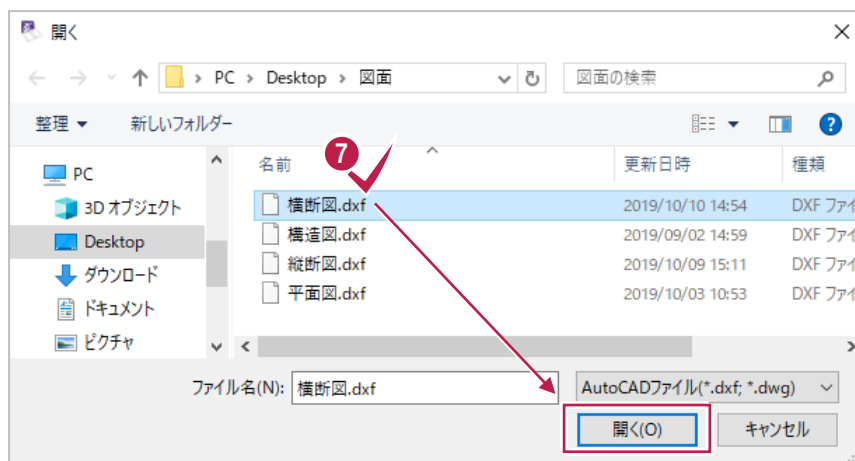 開く
PC › Desktop › 図面
図面の検索
整理
新しいフォルダー
PC
3D オブジェクト
Desktop
ダウンロード
ドキュメント
ピクチャ
7
名前
更新日時
種類
横断図.dxf
2019/10/10 14:54
DXF ファイ
構造図.dxf
2019/09/02 14:59
DXF ファイ
縦断図.dxf
2019/10/09 15:11
DXF ファイ
平面図.dxf
2019/10/03 10:53
DXF ファイ
ファイル名(N):
横断図.dxf
AutoCADファイル(*.dxf; *.dwg)
開く(O)
キャンセル